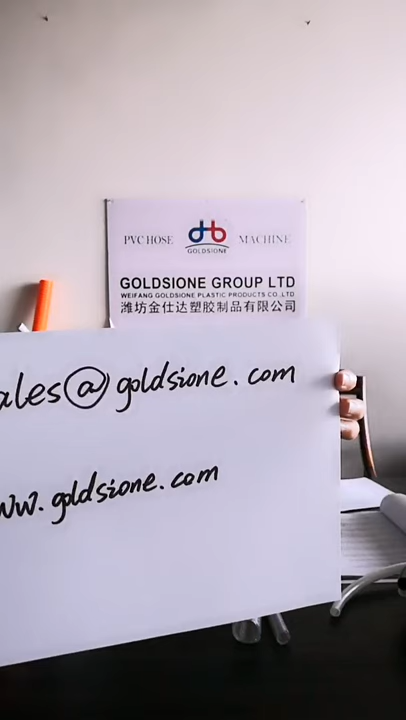 PVC HOSE MACHINE
GOLDSIONE
GOLDSIONE GROUP LTD
WEIFANG GOLDSIONE PLASTIC PRODUCTS CO.,LTD
潍坊金仕达塑胶制品有限公司
ales@goldsione.com
ww.goldsione.com